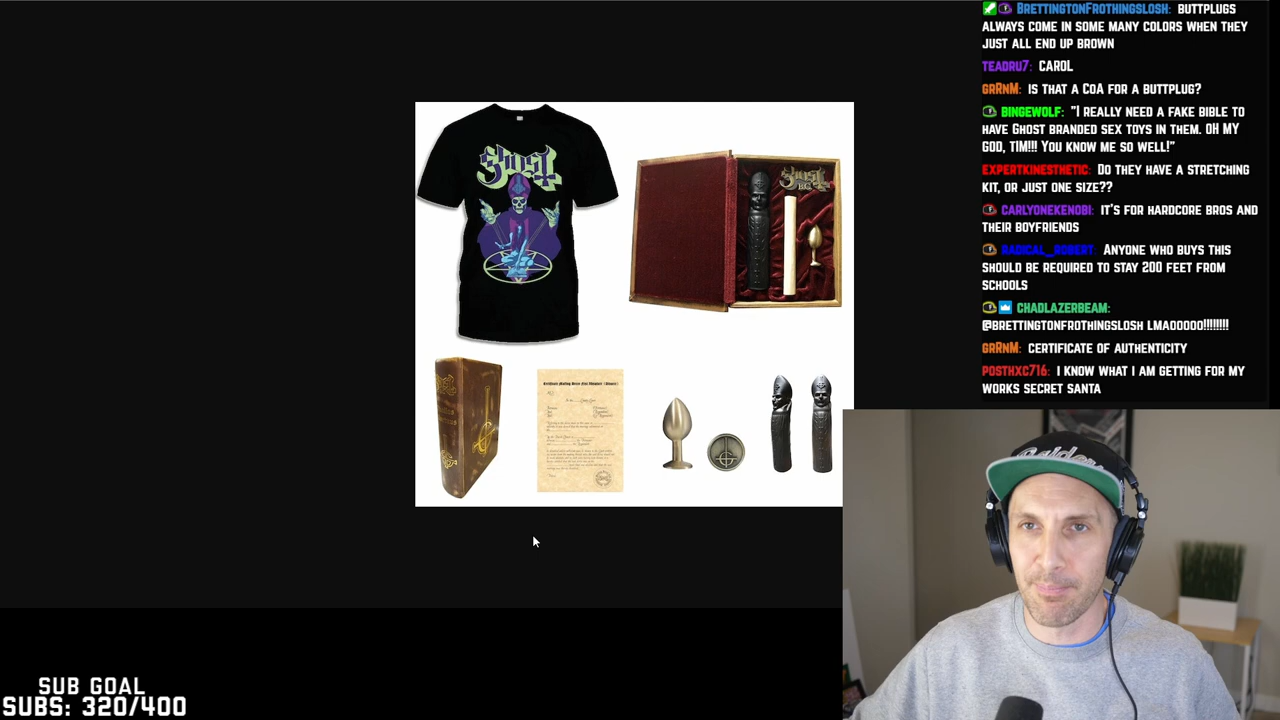 BrettingtonFrothingslosh: Buttplugs
always come in some many colors when they
just all end up brown
teadru7: Carol
grRnM: Is that a CoA for a buttplug?
BingeWolf: "I really need a fake bible to
have Ghost branded sex toys in them. OH MY
GOD, TIM!!! You know me so well!"
ExpertKinesthetic: Do they have a stretching
kit, or just one size??
CarlyOneKenobi: It's for hardcore bros and
their boyfriends
Radical_Robert: Anyone who buys this
should be required to stay 200 feet from
schools
ChadLazerBeam:
@BrettingtonFrothingslosh LMAOOOOO!!!!!!!!
grRnM: Certificate of Authenticity
PostHxC716: I know what I am getting for my
works secret santa
Ghost
Ghost
B.C.
SUB GOAL
SUBS: 320/400